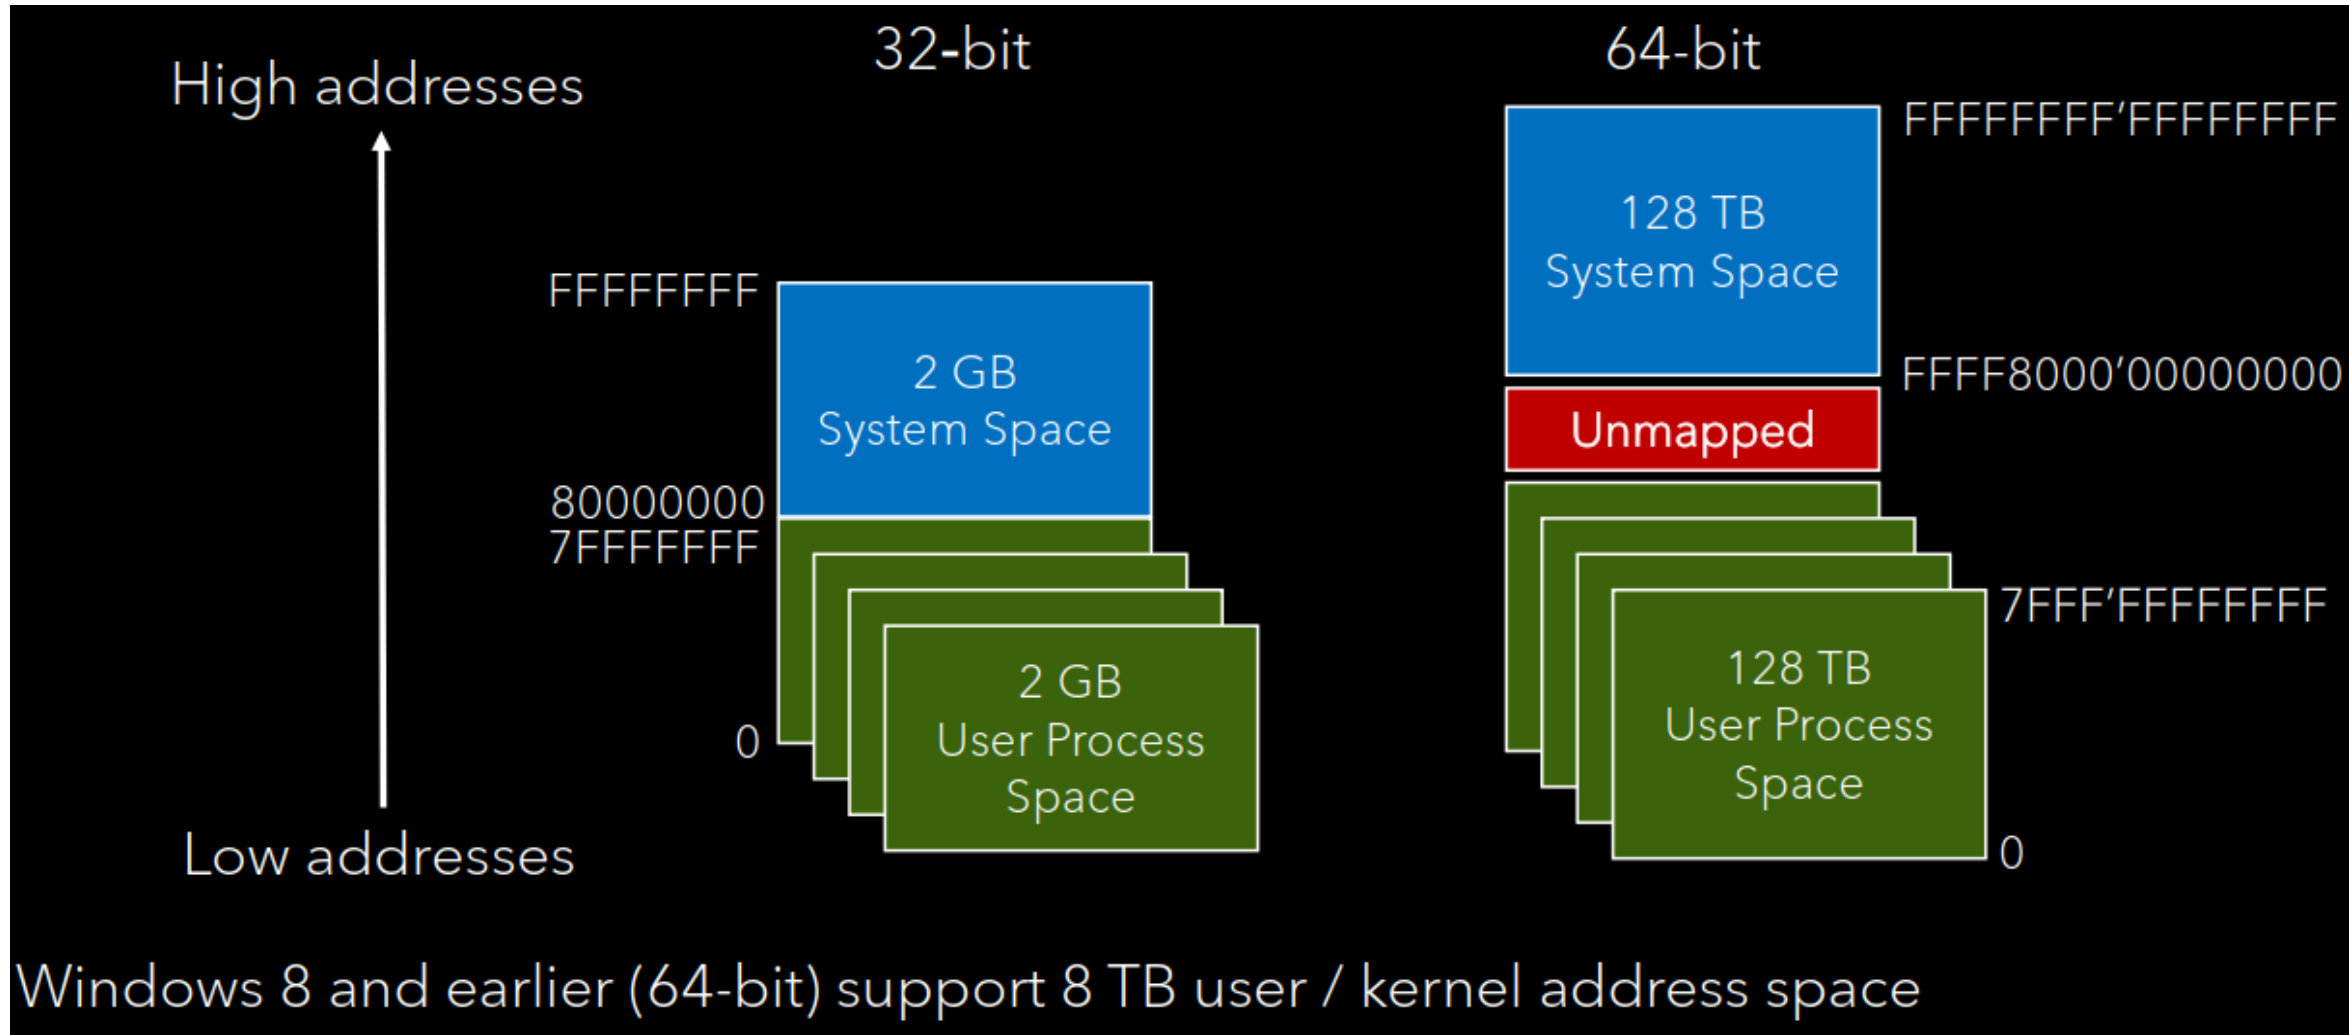 32-bit
64-bit
High addresses
FFFFFFFF'FFFFFFFF
128 TB
System Space
FFFFFFFF
2 GB
System Space
FFFF8000'00000000
Unmapped
80000000
7FFFFFFF
7FFF'FFFFFFFF
2 GB
User Process
Space
128 TB
User Process
Space
0
0
Low addresses
Windows 8 and earlier (64-bit) support 8 TB user / kernel address space